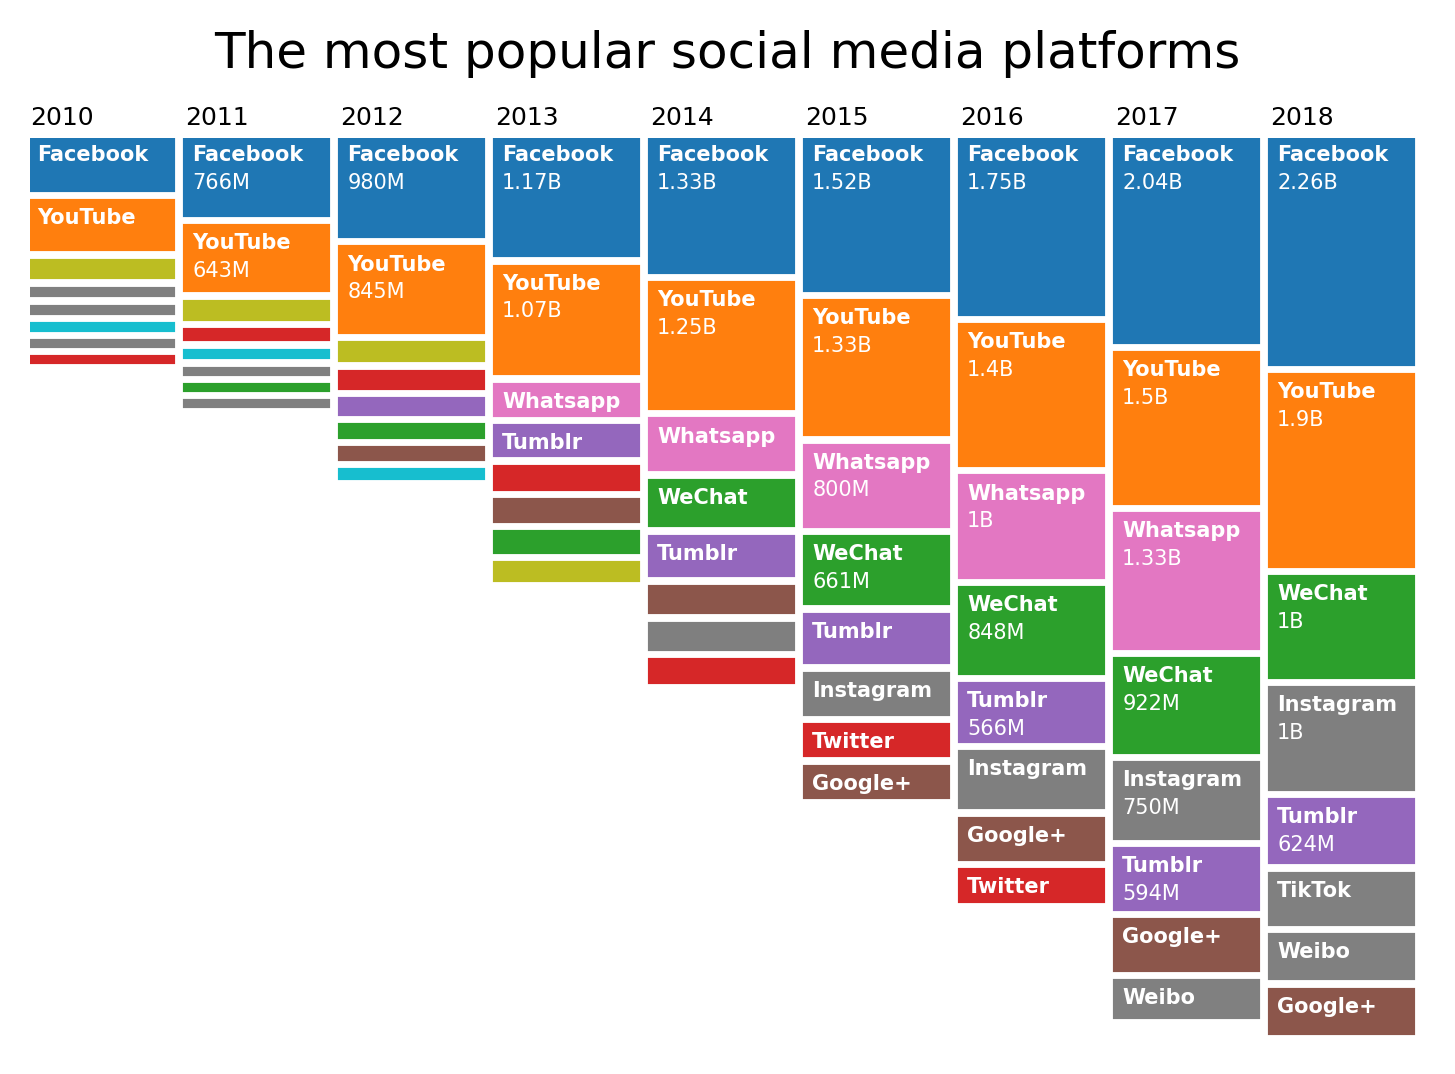 The most popular social media platforms
2010
2011
2012
2013
2014
2015
2016
2017
2018
Facebook
YouTube
Facebook
766M
YouTube
643M
Facebook
980M
YouTube
845M
Facebook
1.17B
YouTube
1.07B
Whatsapp
Tumblr
Facebook
1.33B
YouTube
1.25B
Whatsapp
WeChat
Tumblr
Facebook
1.52B
YouTube
1.33B
Whatsapp
800M
WeChat
661M
Tumblr
Instagram
Twitter
Google+
Facebook
1.75B
YouTube
1.4B
Whatsapp
1B
WeChat
848M
Tumblr
566M
Instagram
Google+
Twitter
Facebook
2.04B
YouTube
1.5B
Whatsapp
1.33B
WeChat
922M
Instagram
750M
Tumblr
594M
Google+
Weibo
Facebook
2.26B
YouTube
1.9B
WeChat
1B
Instagram
1B
Tumblr
624M
TikTok
Weibo
Google+